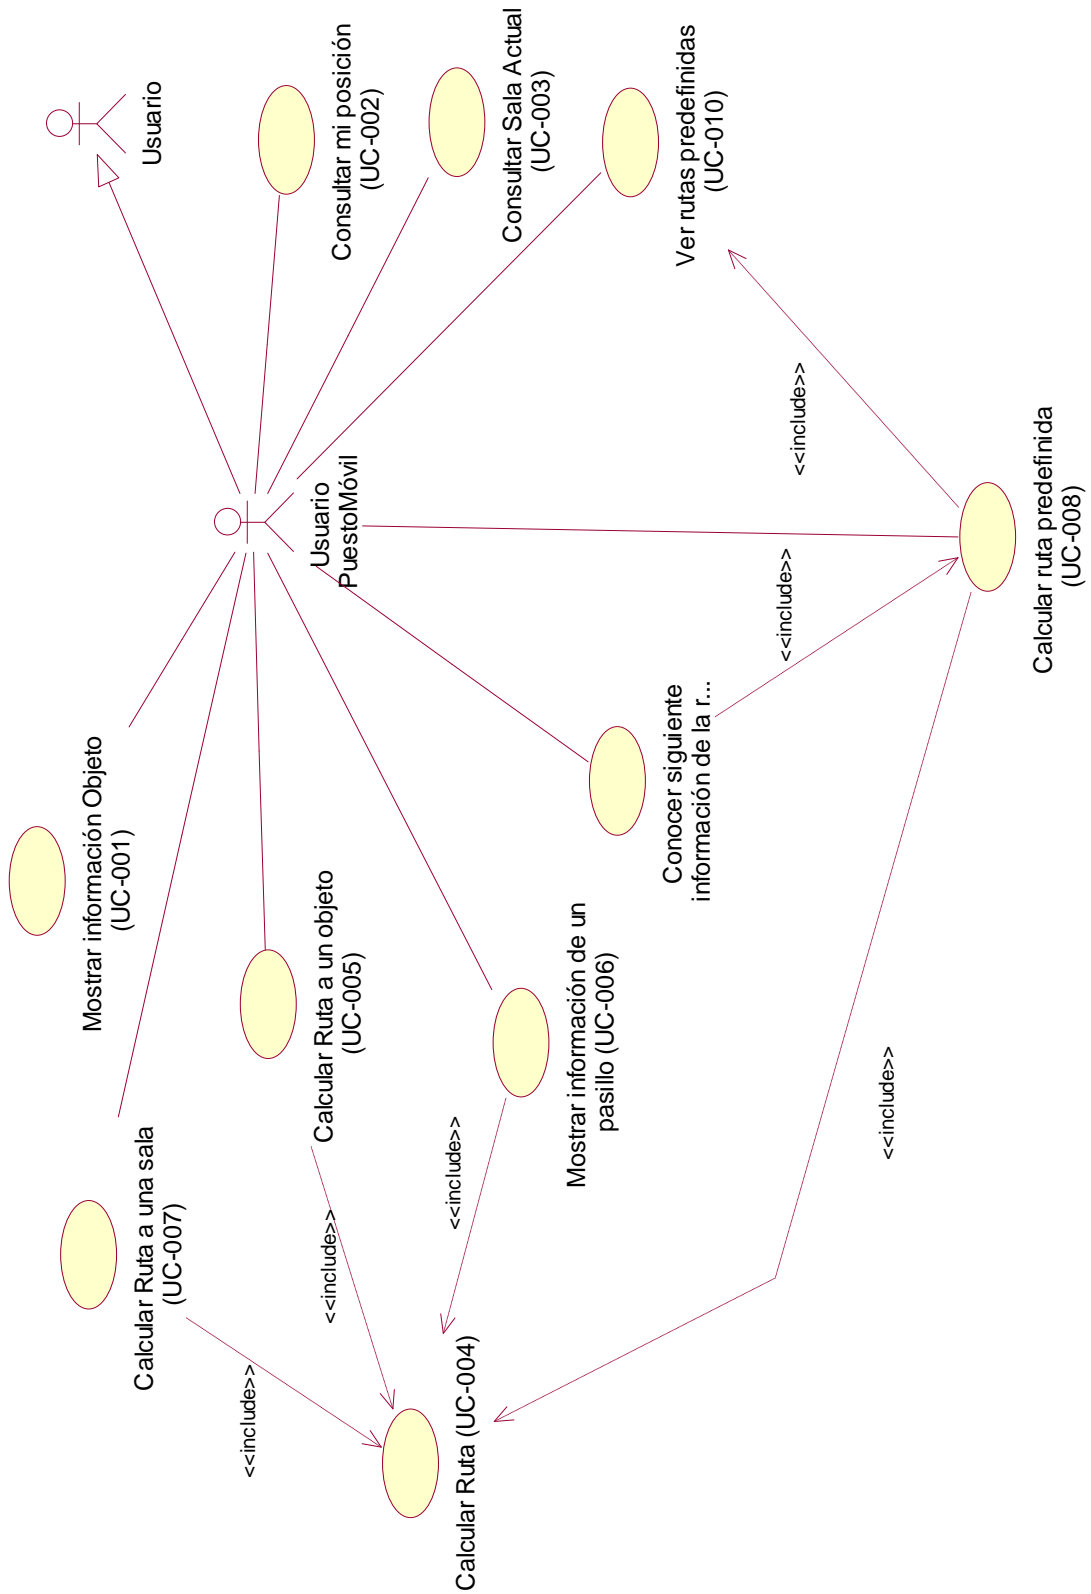 Usuario
Consultar mi posición
(UC-002)
Consultar Sala Actual
(UC-003)
Ver rutas predefinidas
(UC-010)
Usuario
PuestoMóvil
<<include>>
<<include>>
Calcular ruta predefinida
(UC-008)
Mostrar información Objeto
(UC-001)
Conocer siguiente
información de la r...
Calcular Ruta a un objeto
(UC-005)
Mostrar información de un
pasillo (UC-006)
<<include>>
Calcular Ruta a una sala
(UC-007)
<<include>>
<<include>>
<<include>>
Calcular Ruta (UC-004)